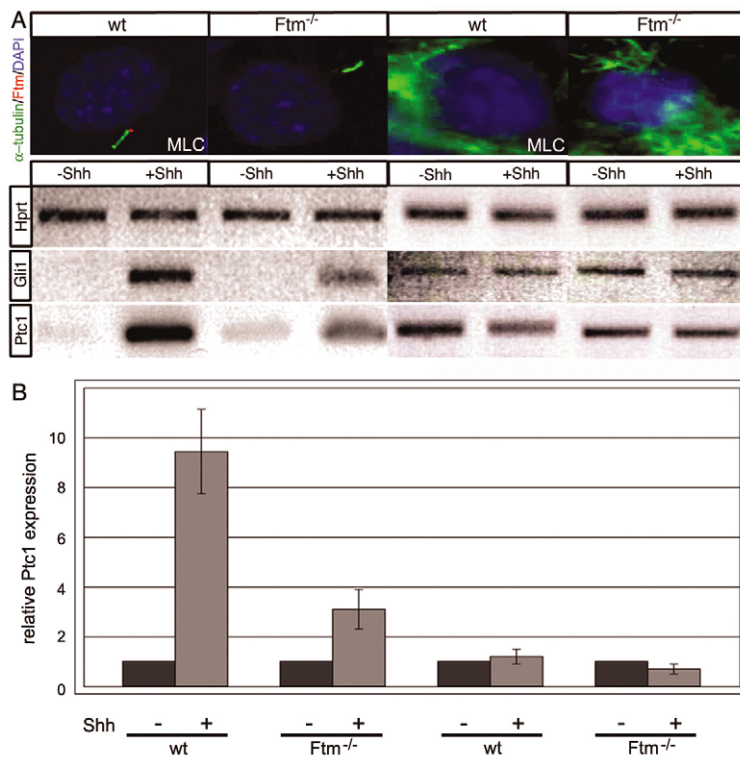 A
wt Ftm-/- wt Ftm-/-
α-tubulin/Ftm/DAPI
MLC MLC
-Shh +Shh -Shh +Shh -Shh +Shh -Shh +Shh
Hprt
Gli1
Ptc1
B
relative Ptc1 expression
10
8
6
4
2
0
Shh - + - + - + - +
wt Ftm-/- wt Ftm-/-